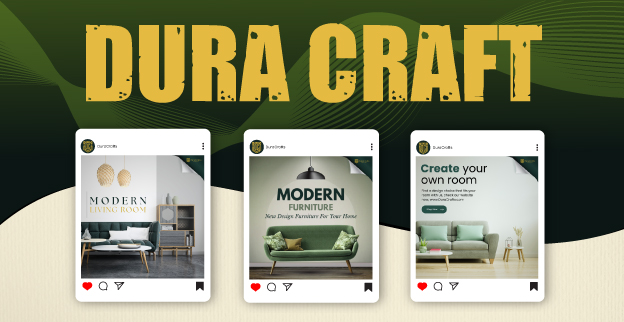 DURA CRAFT
DuraCrafts
MODERN
LIVING ROOM
DuraCrafts
MODERN
FURNITURE
New Design Furniture For Your Home
DuraCrafts
Create your
own room